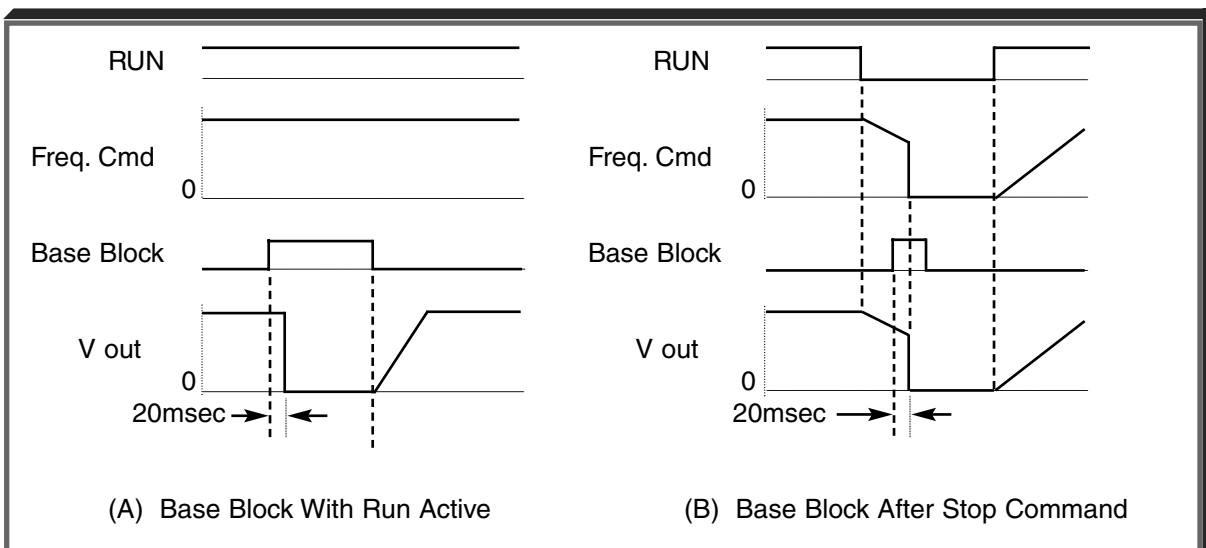 RUN
Freq. Cmd
0
Base Block
V out
0
20msec
(A) Base Block With Run Active
RUN
Freq. Cmd
0
Base Block
V out
0
20msec
(B) Base Block After Stop Command